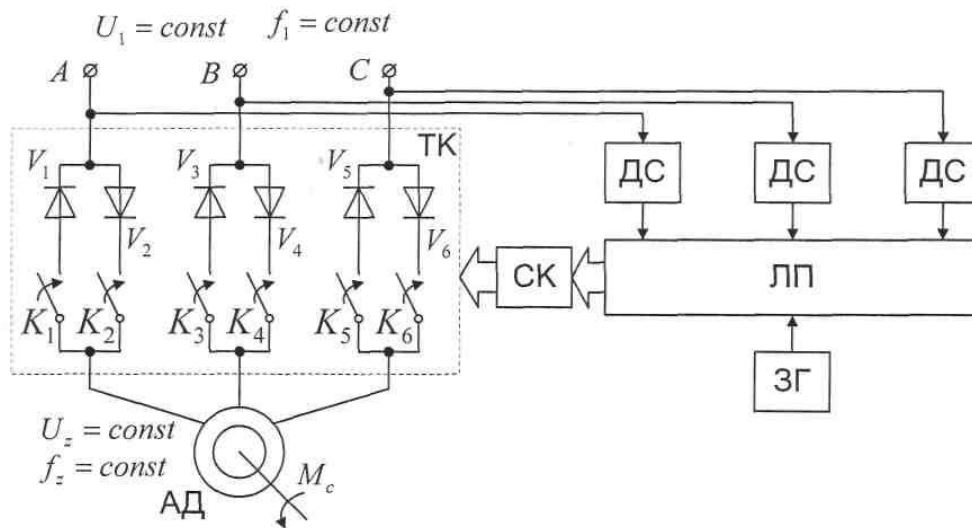 U₁ = const f₁ = const
A B C
ТК
V₁ V₃ V₅
ДС ДС ДС
V₂ V₄ V₆
СК ЛП
K₁ K₂ K₃ K₄ K₅ K₆
ЗГ
U_z = const
f_z = const
M_c
АД